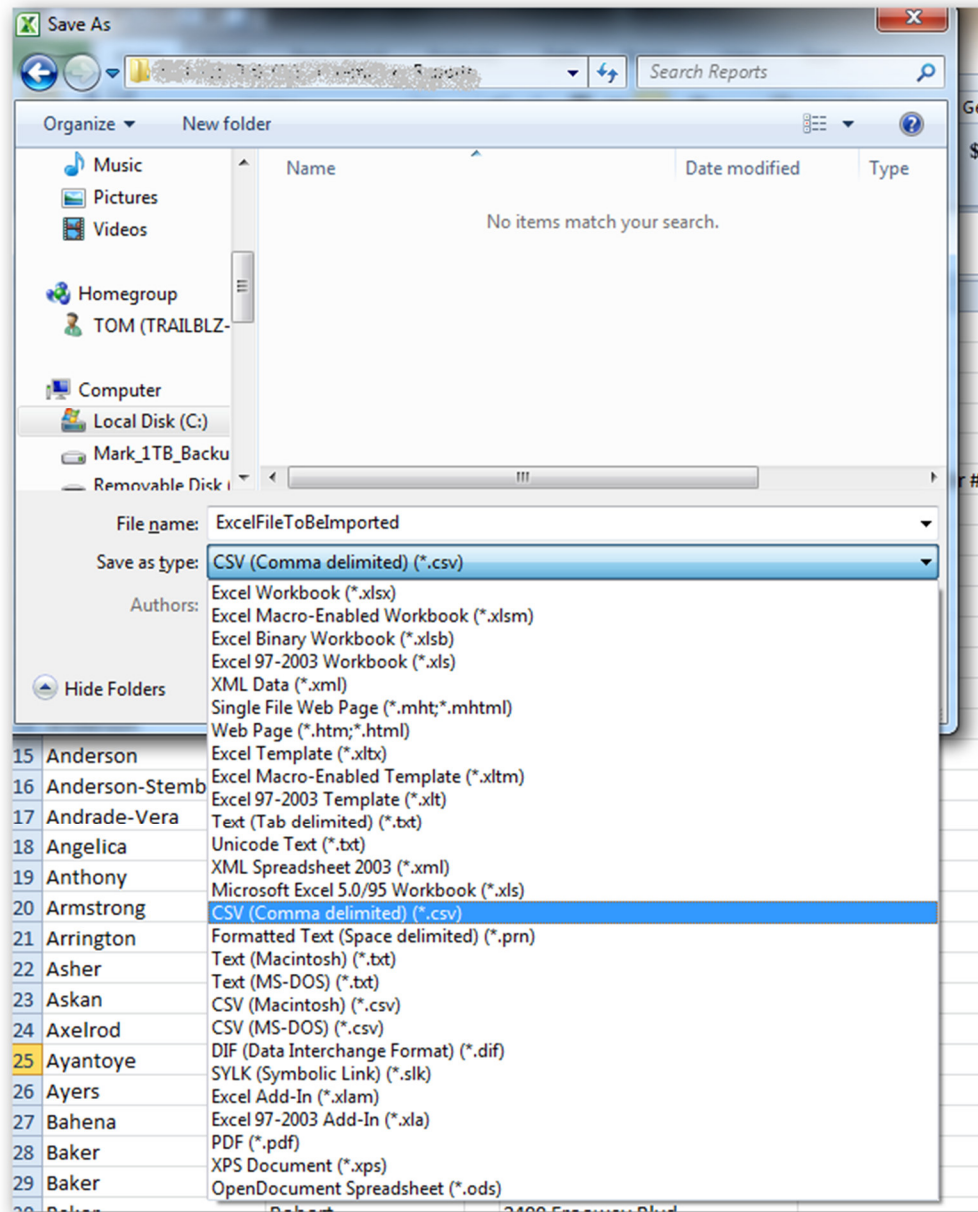 Save As
Search Reports
Organize New folder
Music
Pictures
Videos
Homegroup
TOM (TRAILBLZ-
Computer
Local Disk (C:)
Mark_1TB_Backu
Removable Disk (
Name Date modified Type
No items match your search.
File name: ExcelFileToBeImported
Save as type: CSV (Comma delimited) (*.csv)
Authors:
Hide Folders
Excel Workbook (*.xlsx)
Excel Macro-Enabled Workbook (*.xlsm)
Excel Binary Workbook (*.xlsb)
Excel 97-2003 Workbook (*.xls)
XML Data (*.xml)
Single File Web Page (*.mht;*.mhtml)
Web Page (*.htm;*.html)
Excel Template (*.xltx)
Excel Macro-Enabled Template (*.xltm)
Excel 97-2003 Template (*.xlt)
Text (Tab delimited) (*.txt)
Unicode Text (*.txt)
XML Spreadsheet 2003 (*.xml)
Microsoft Excel 5.0/95 Workbook (*.xls)
CSV (Comma delimited) (*.csv)
Formatted Text (Space delimited) (*.prn)
Text (Macintosh) (*.txt)
Text (MS-DOS) (*.txt)
CSV (Macintosh) (*.csv)
CSV (MS-DOS) (*.csv)
DIF (Data Interchange Format) (*.dif)
SYLK (Symbolic Link) (*.slk)
Excel Add-In (*.xlam)
Excel 97-2003 Add-In (*.xla)
PDF (*.pdf)
XPS Document (*.xps)
OpenDocument Spreadsheet (*.ods)
15 Anderson
16 Anderson-Stemb
17 Andrade-Vera
18 Angelica
19 Anthony
20 Armstrong
21 Arrington
22 Asher
23 Askan
24 Axelrod
25 Ayantoye
26 Ayers
27 Bahena
28 Baker
29 Baker
Ge
$
r #